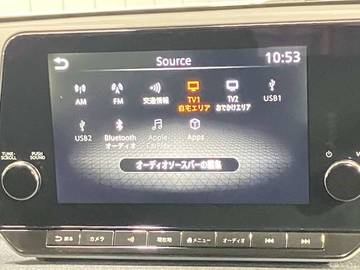 Source
10:53
AM
FM
交通情報
TV1
自宅エリア
TV2
おでかけエリア
USB1
USB2
Bluetooth
オーディオ
Apple
CarPlay
Apps
オーディオソースバーの編集
TUNE・
SCROLL
PUSH
SOUND
戻る
カメラ
現在地
メニュー
オーディオ